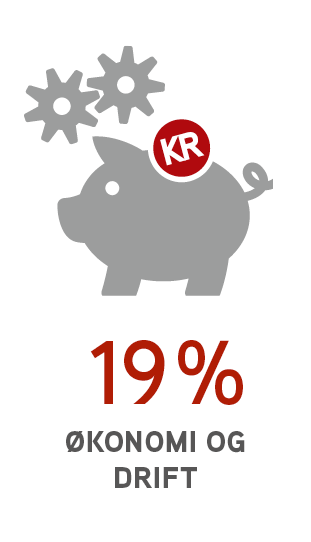 KR
19 %
ØKONOMI OG
DRIFT